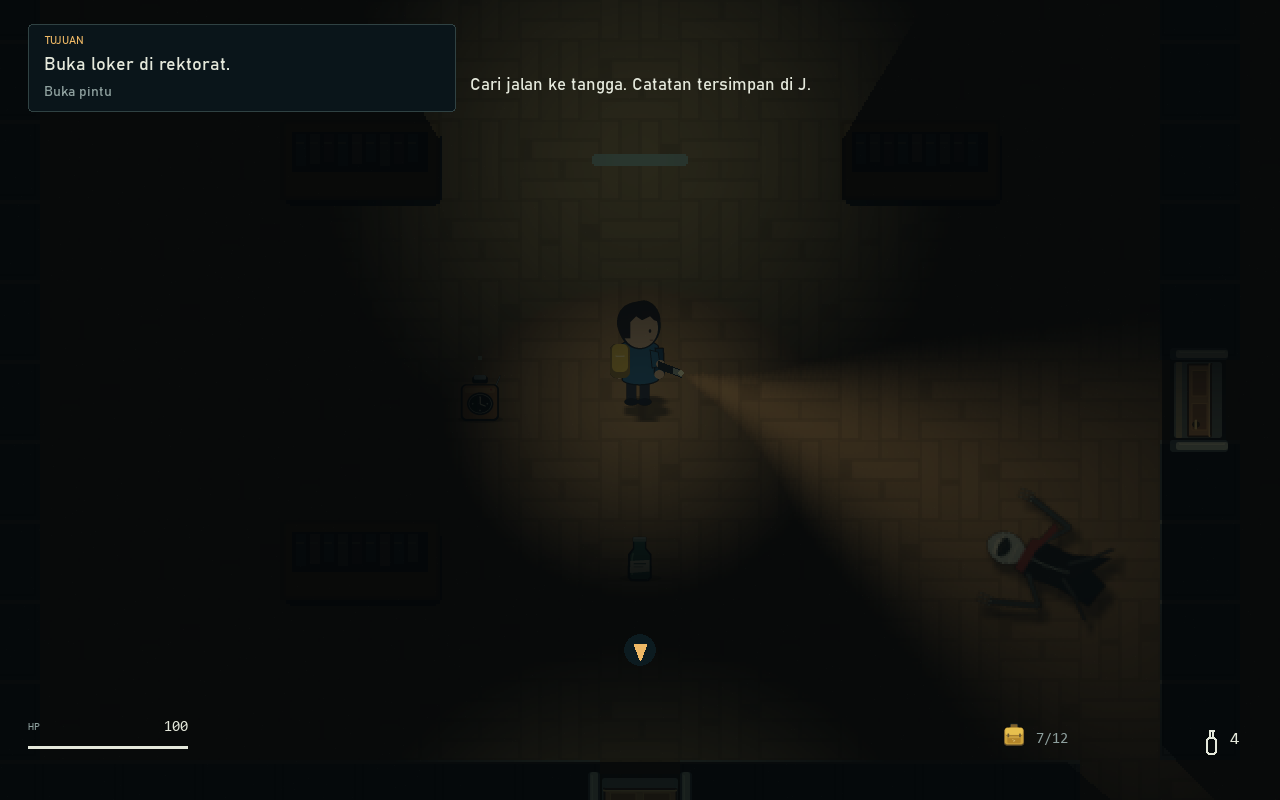 TUJUAN
Buka loker di rektorat.
Buka pintu
Cari jalan ke tangga. Catatan tersimpan di J.
HP
100
7/12
4